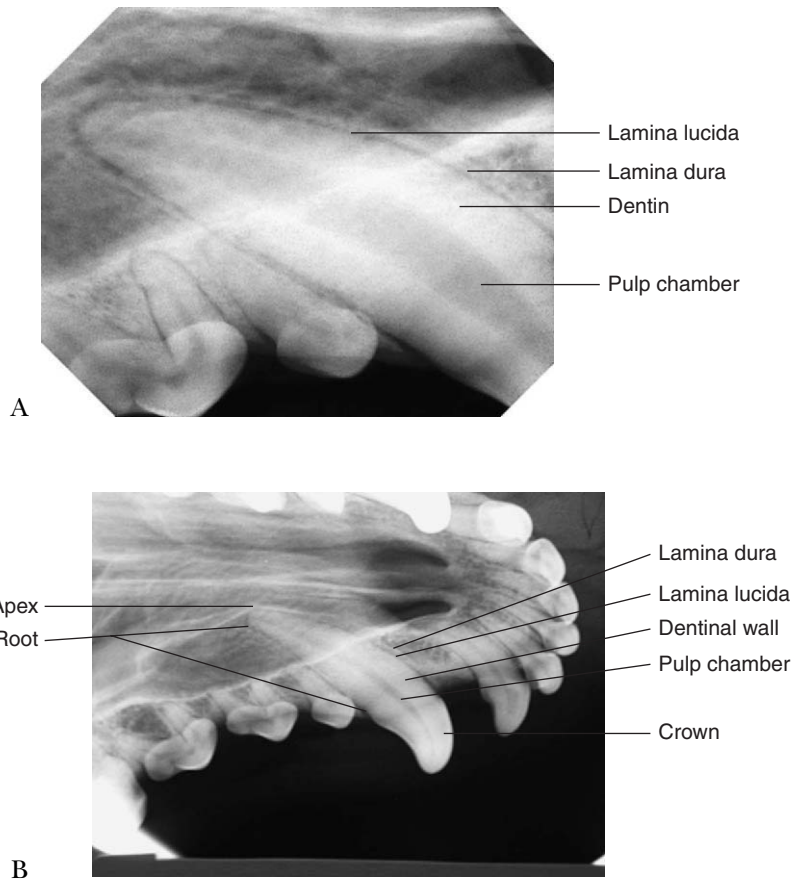 Lamina lucida
Lamina dura
Dentin
Pulp chamber
A
Lamina dura
Lamina lucida
Apex
Dentinal wall
Root
Pulp chamber
Crown
B